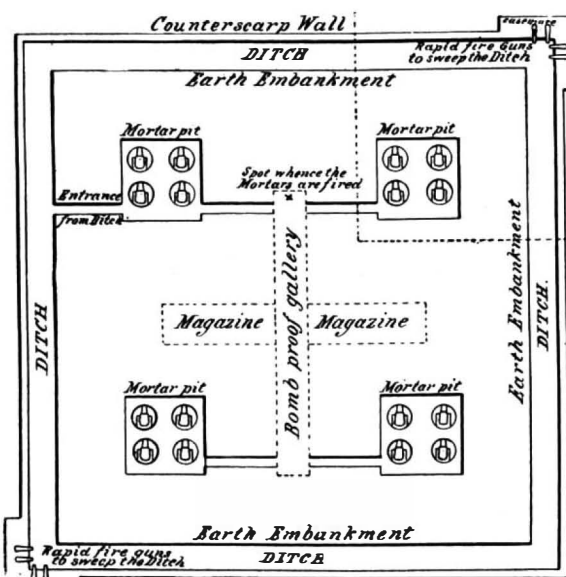 Counterscarp Wall
Casemate
DITCH
Rapid fire Guns
to sweep the Ditch
Earth Embankment
Mortar pit
Mortar pit
Spot whence the
Mortars are fired
Entrance
from Ditch
Bomb proof gallery
Earth Embankment
DITCH
DITCH.
Magazine
Magazine
Mortar pit
Mortar pit
Earth Embankment
Rapid fire guns
to sweep the Ditch
DITCH